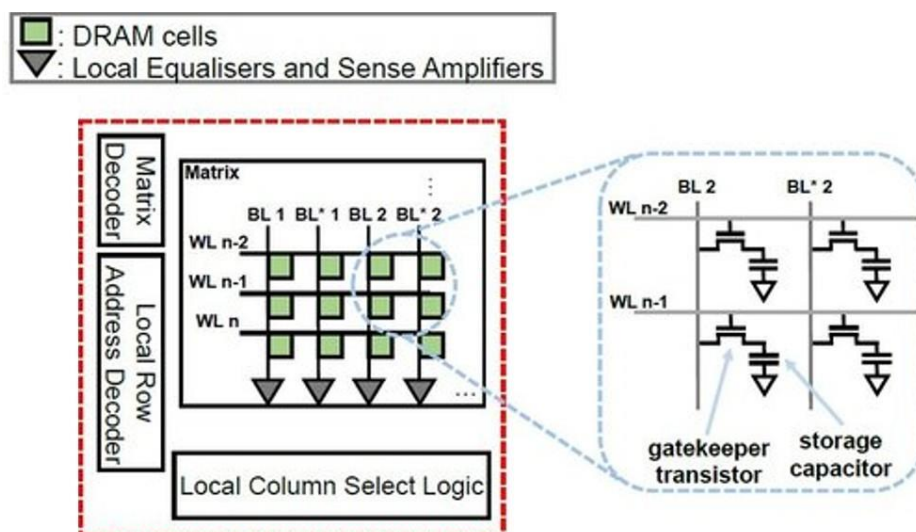 : DRAM cells
: Local Equalisers and Sense Amplifiers
Matrix
Decoder
Local Row
Address Decoder
Matrix
⋮
BL 1 BL* 1 BL 2 BL* 2
WL n-2
WL n-1
WL n
...
Local Column Select Logic
BL 2 BL* 2
WL n-2
WL n-1
gatekeeper
transistor
storage
capacitor